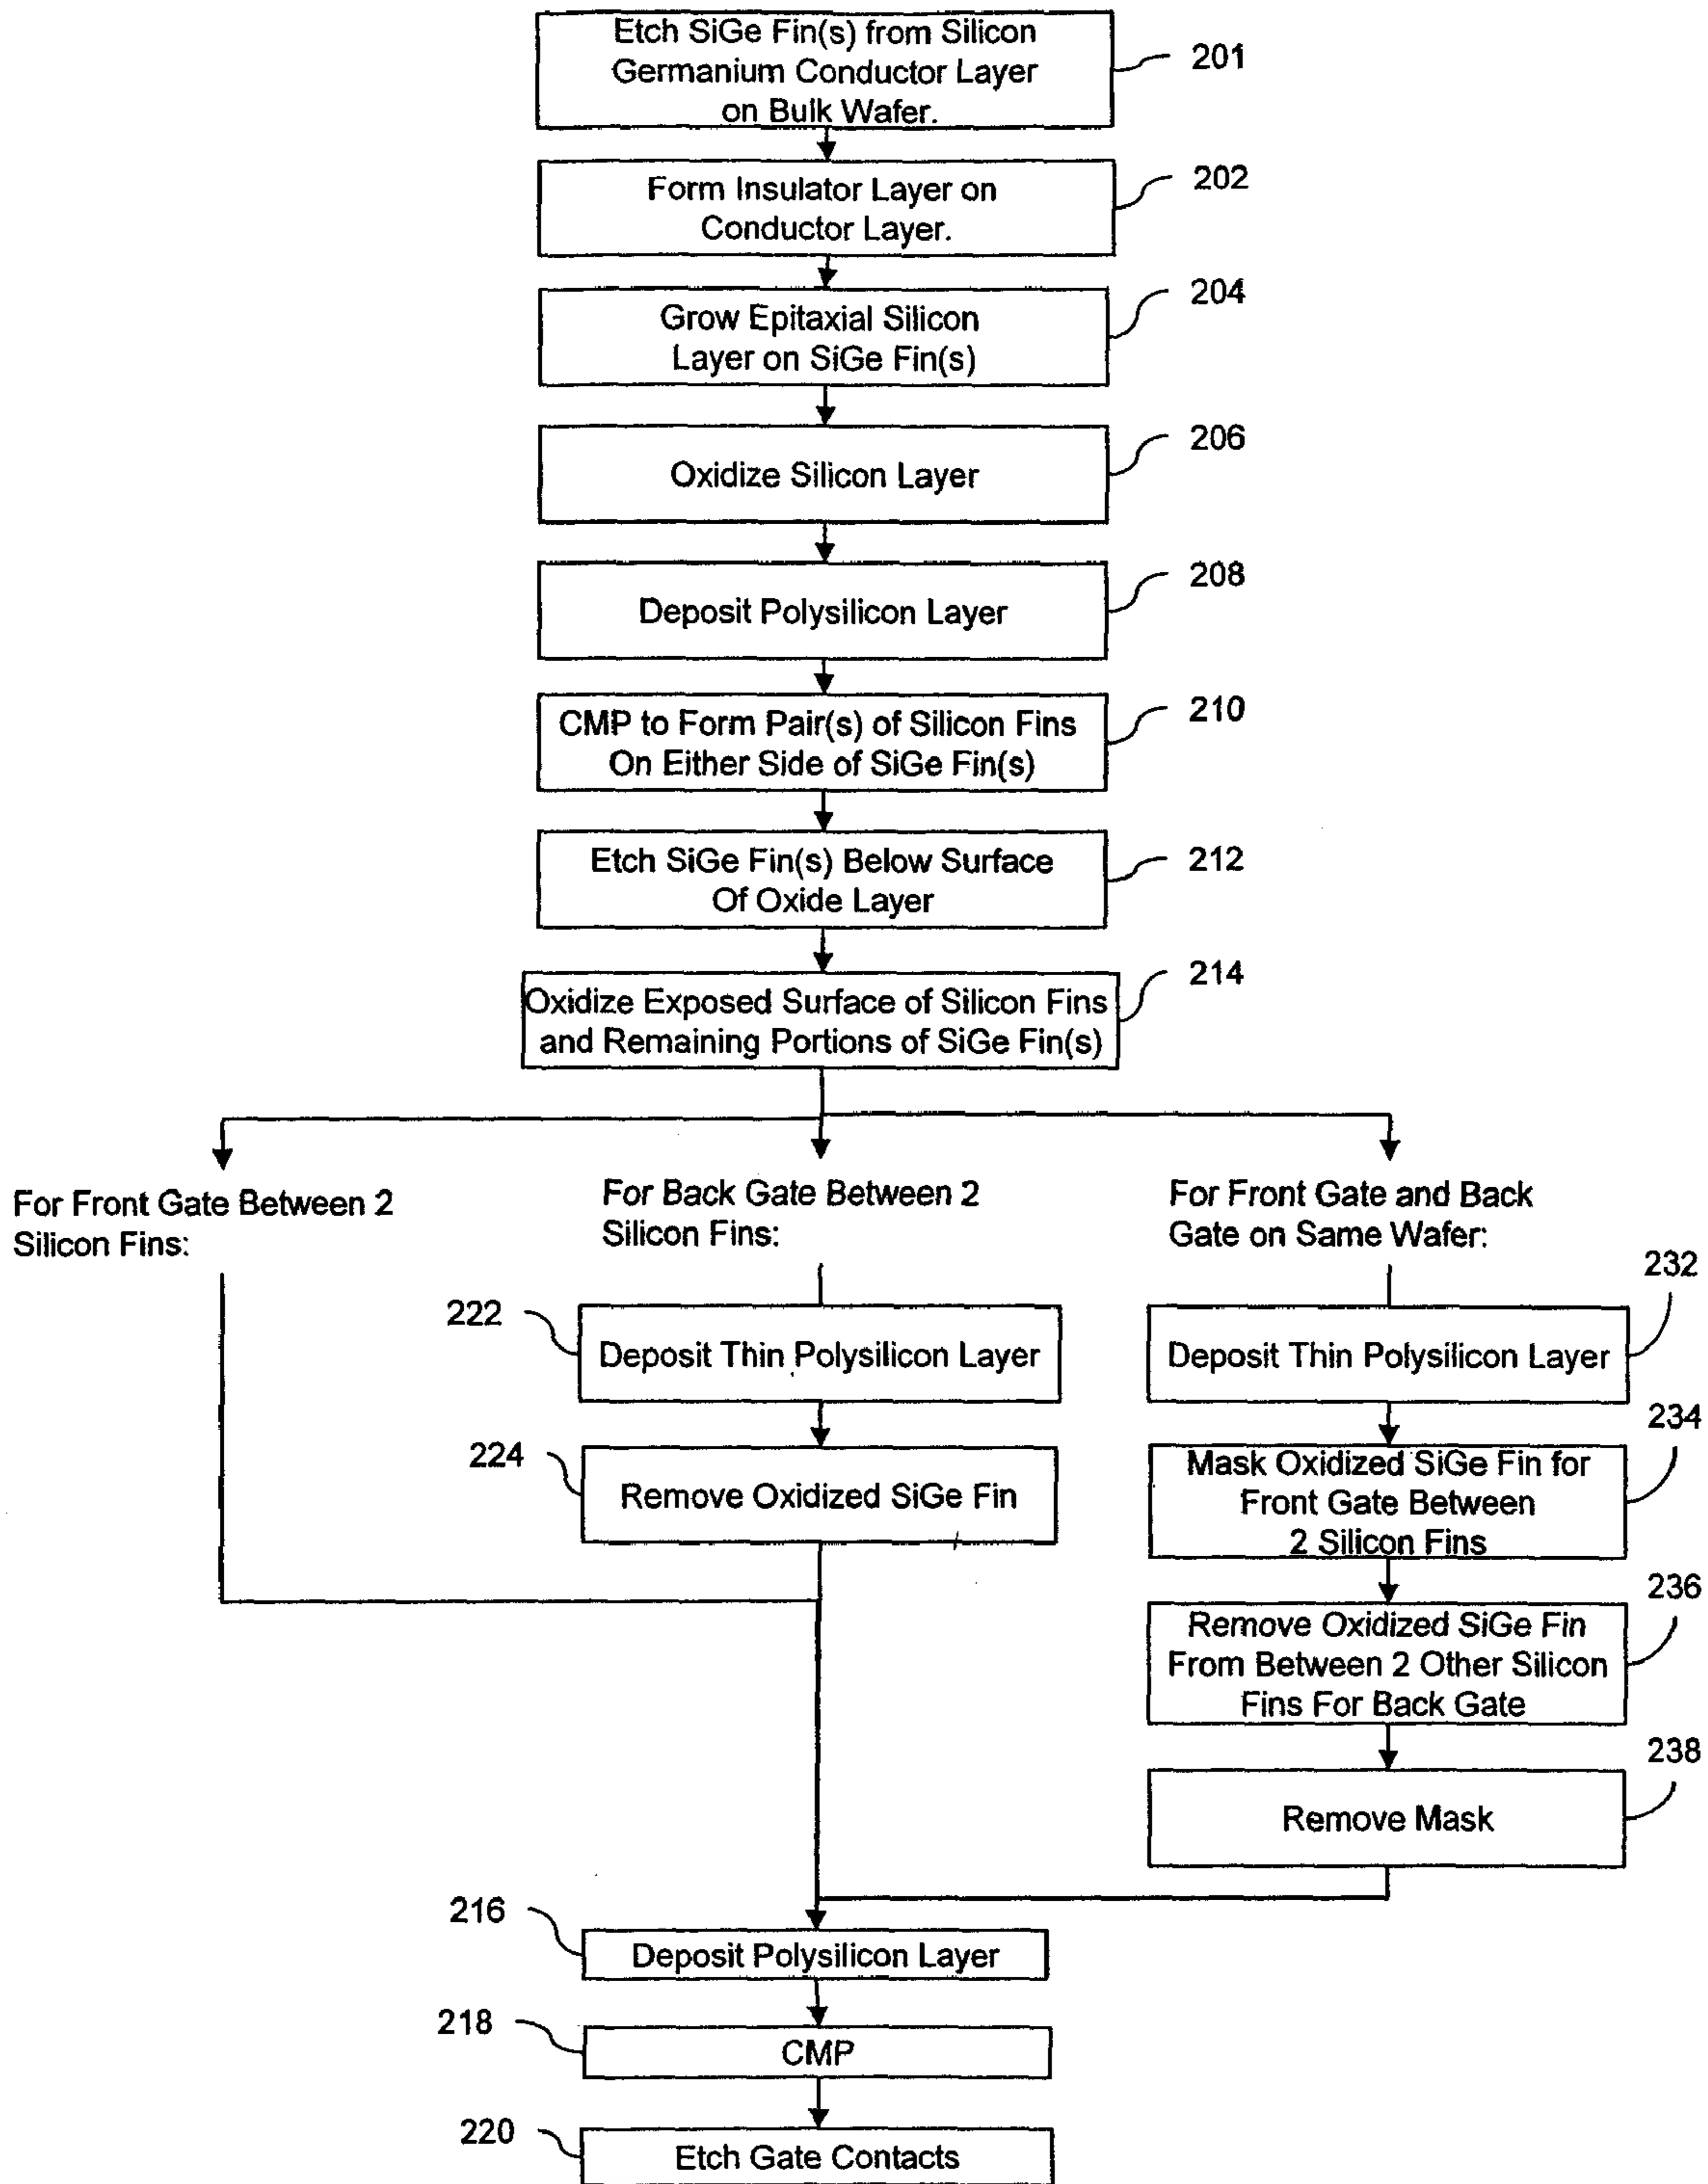 Etch SiGe Fin(s) from Silicon
Germanium Conductor Layer
on Bulk Wafer.
201
Form Insulator Layer on
Conductor Layer.
202
Grow Epitaxial Silicon
Layer on SiGe Fin(s)
204
Oxidize Silicon Layer
206
Deposit Polysilicon Layer
208
CMP to Form Pair(s) of Silicon Fins
On Either Side of SiGe Fin(s)
210
Etch SiGe Fin(s) Below Surface
Of Oxide Layer
212
Oxidize Exposed Surface of Silicon Fins
and Remaining Portions of SiGe Fin(s)
214
For Front Gate Between 2
Silicon Fins:
For Back Gate Between 2
Silicon Fins:
222
Deposit Thin Polysilicon Layer
224
Remove Oxidized SiGe Fin
For Front Gate and Back
Gate on Same Wafer:
232
Deposit Thin Polysilicon Layer
234
Mask Oxidized SiGe Fin for
Front Gate Between
2 Silicon Fins
236
Remove Oxidized SiGe Fin
From Between 2 Other Silicon
Fins For Back Gate
238
Remove Mask
216
Deposit Polysilicon Layer
218
CMP
220
Etch Gate Contacts